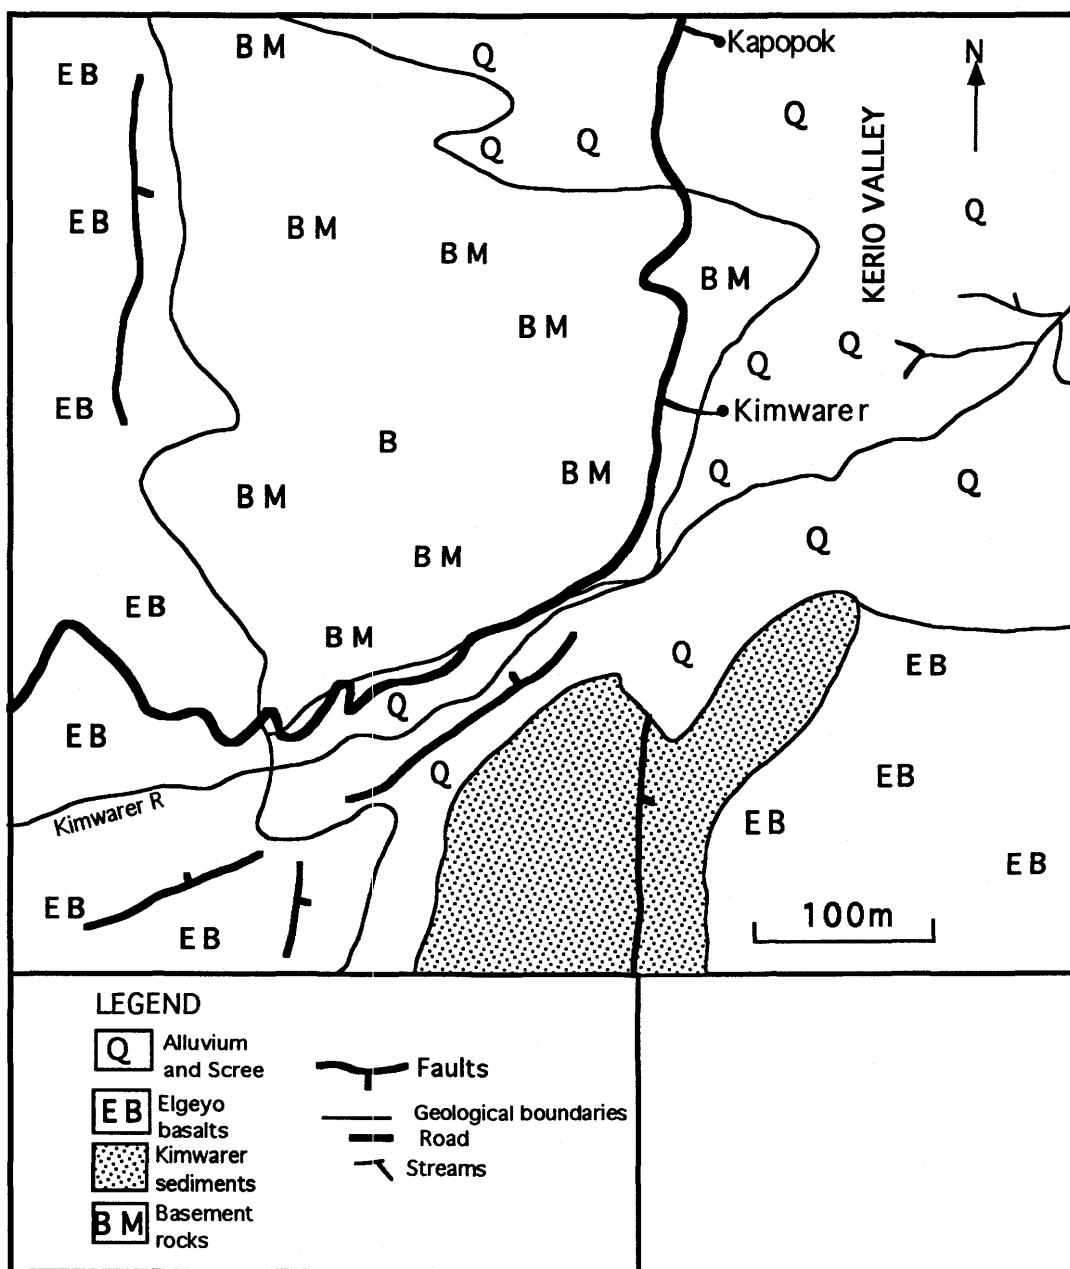 B M
Q
Kapopok
N
E B
Q
Q
Q
KERIO VALLEY
Q
E B
B M
B M
B M
B M
Q
Q
E B
Kimwarer
B
B M
Q
B M
Q
B M
Q
E B
B M
Q
E B
E B
Q
Q
E B
Kimwarer R
E B
E B
E B
E B
100m
LEGEND
Q Alluvium
and Scree
E B Elgeyo
basalts
Kimwarer
sediments
B M Basement
rocks
Faults
Geological boundaries
Road
Streams